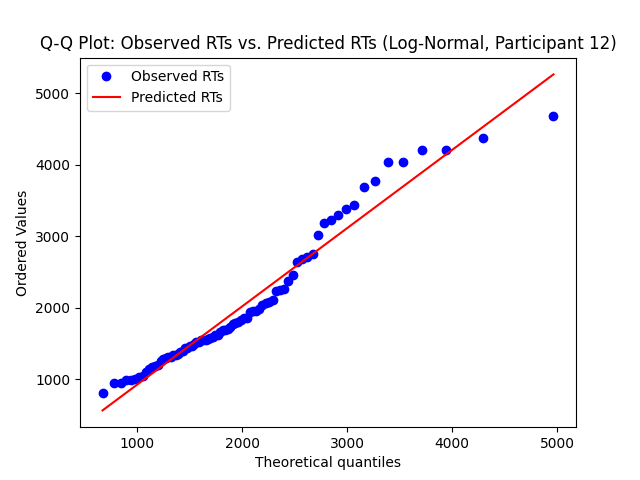 Q-Q Plot: Observed RTs vs. Predicted RTs (Log-Normal, Participant 12)
Observed RTs
Predicted RTs
5000
4000
3000
2000
1000
Ordered Values
1000 2000 3000 4000 5000
Theoretical quantiles